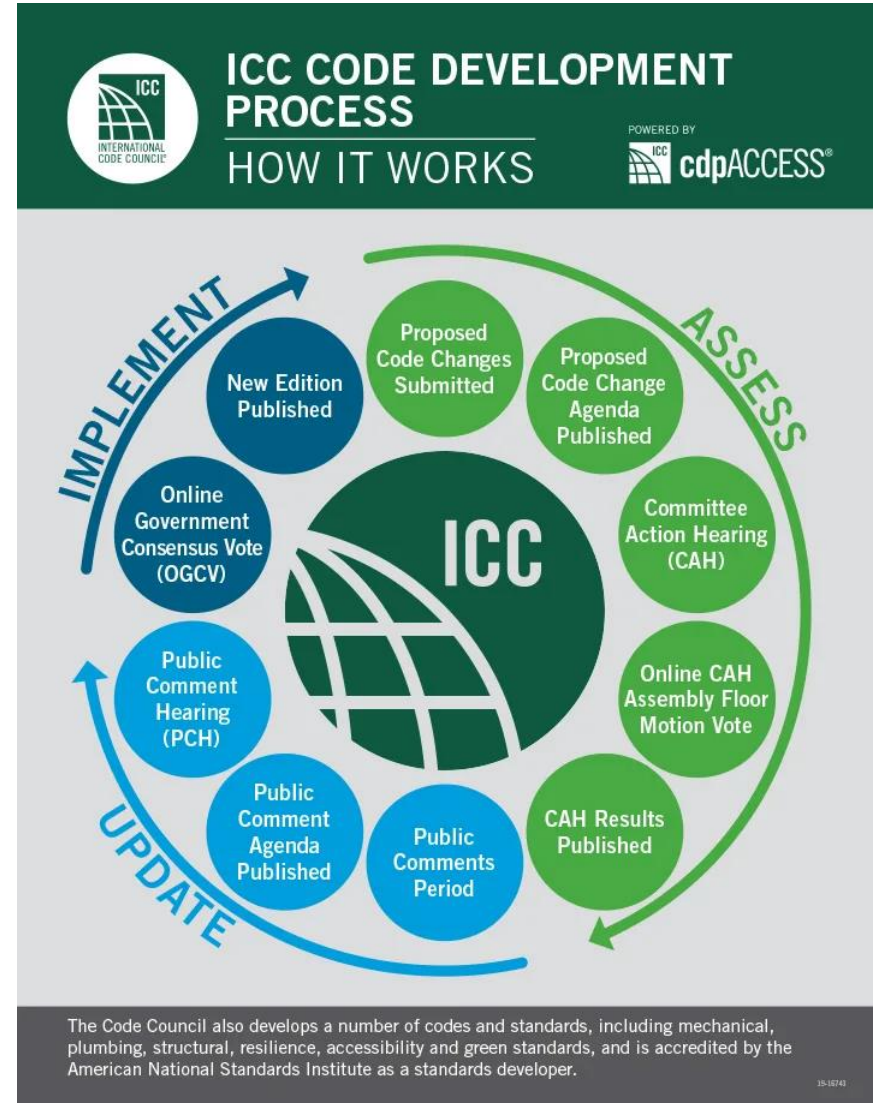 ICC
INTERNATIONAL
CODE COUNCIL®
ICC CODE DEVELOPMENT
PROCESS
HOW IT WORKS
POWERED BY
ICC
cdpACCESS®
IMPLEMENT
ASSESS
UPDATE
Proposed
Code Changes
Submitted
Proposed
Code Change
Agenda
Published
Committee
Action Hearing
(CAH)
Online CAH
Assembly Floor
Motion Vote
CAH Results
Published
Public
Comments
Period
Public
Comment
Agenda
Published
Public
Comment
Hearing
(PCH)
Online
Government
Consensus Vote
(OGCV)
New Edition
Published
ICC
The Code Council also develops a number of codes and standards, including mechanical,
plumbing, structural, resilience, accessibility and green standards, and is accredited by the
American National Standards Institute as a standards developer.
19-16743